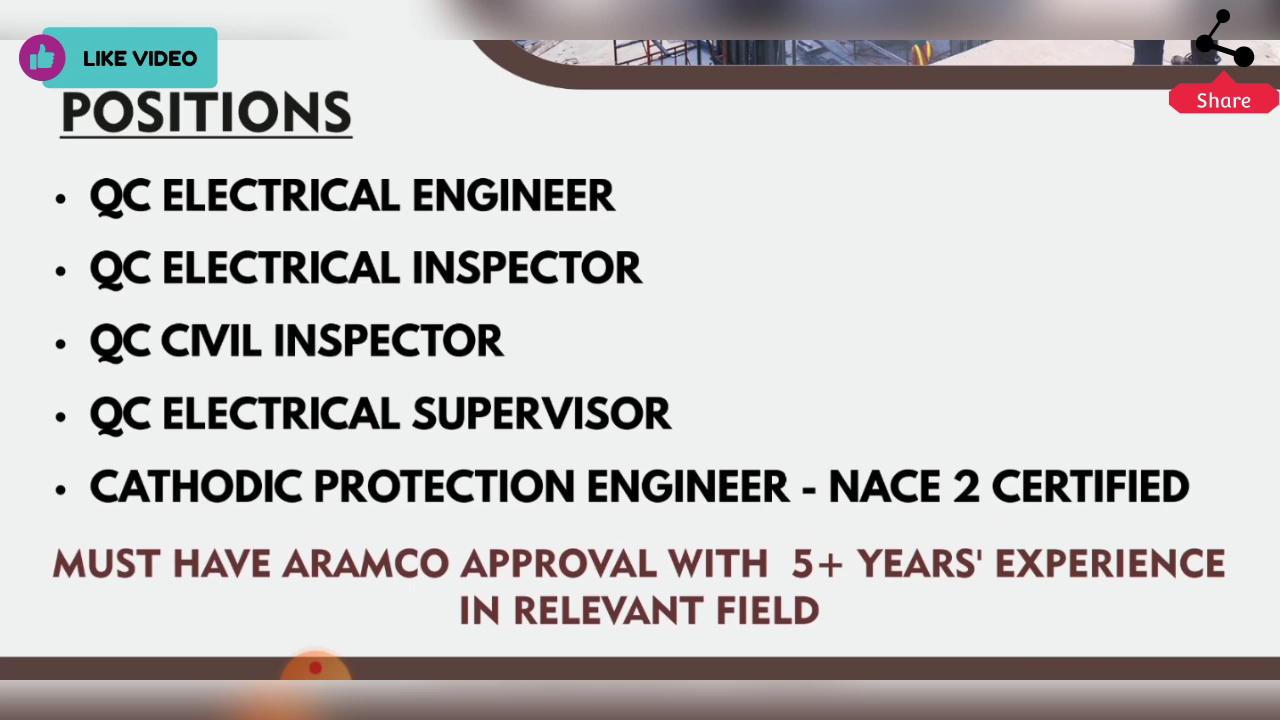 LIKE VIDEO
Share
POSITIONS
• QC ELECTRICAL ENGINEER
• QC ELECTRICAL INSPECTOR
• QC CIVIL INSPECTOR
• QC ELECTRICAL SUPERVISOR
• CATHODIC PROTECTION ENGINEER - NACE 2 CERTIFIED
MUST HAVE ARAMCO APPROVAL WITH 5+ YEARS' EXPERIENCE
IN RELEVANT FIELD